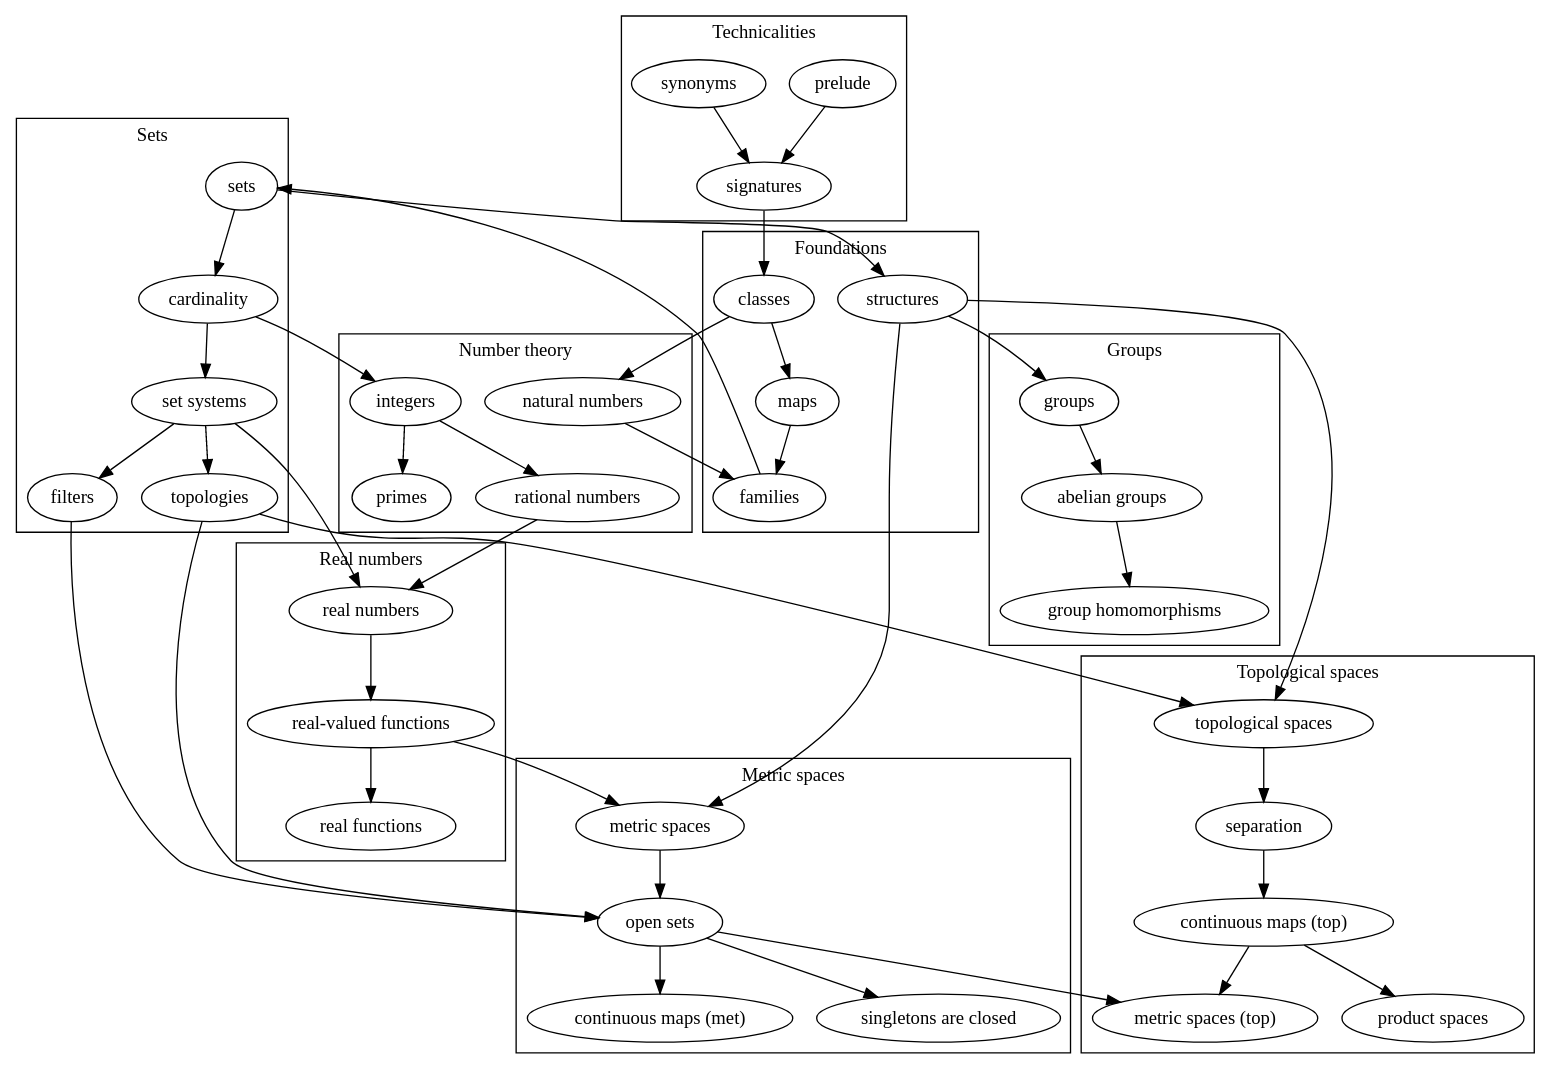 Technicalities
synonyms
prelude
signatures
Sets
sets
cardinality
set systems
filters
topologies
Foundations
classes
structures
maps
families
Number theory
integers
natural numbers
primes
rational numbers
Groups
groups
abelian groups
group homomorphisms
Real numbers
real numbers
real-valued functions
real functions
Topological spaces
topological spaces
separation
continuous maps (top)
metric spaces (top)
product spaces
Metric spaces
metric spaces
open sets
continuous maps (met)
singletons are closed